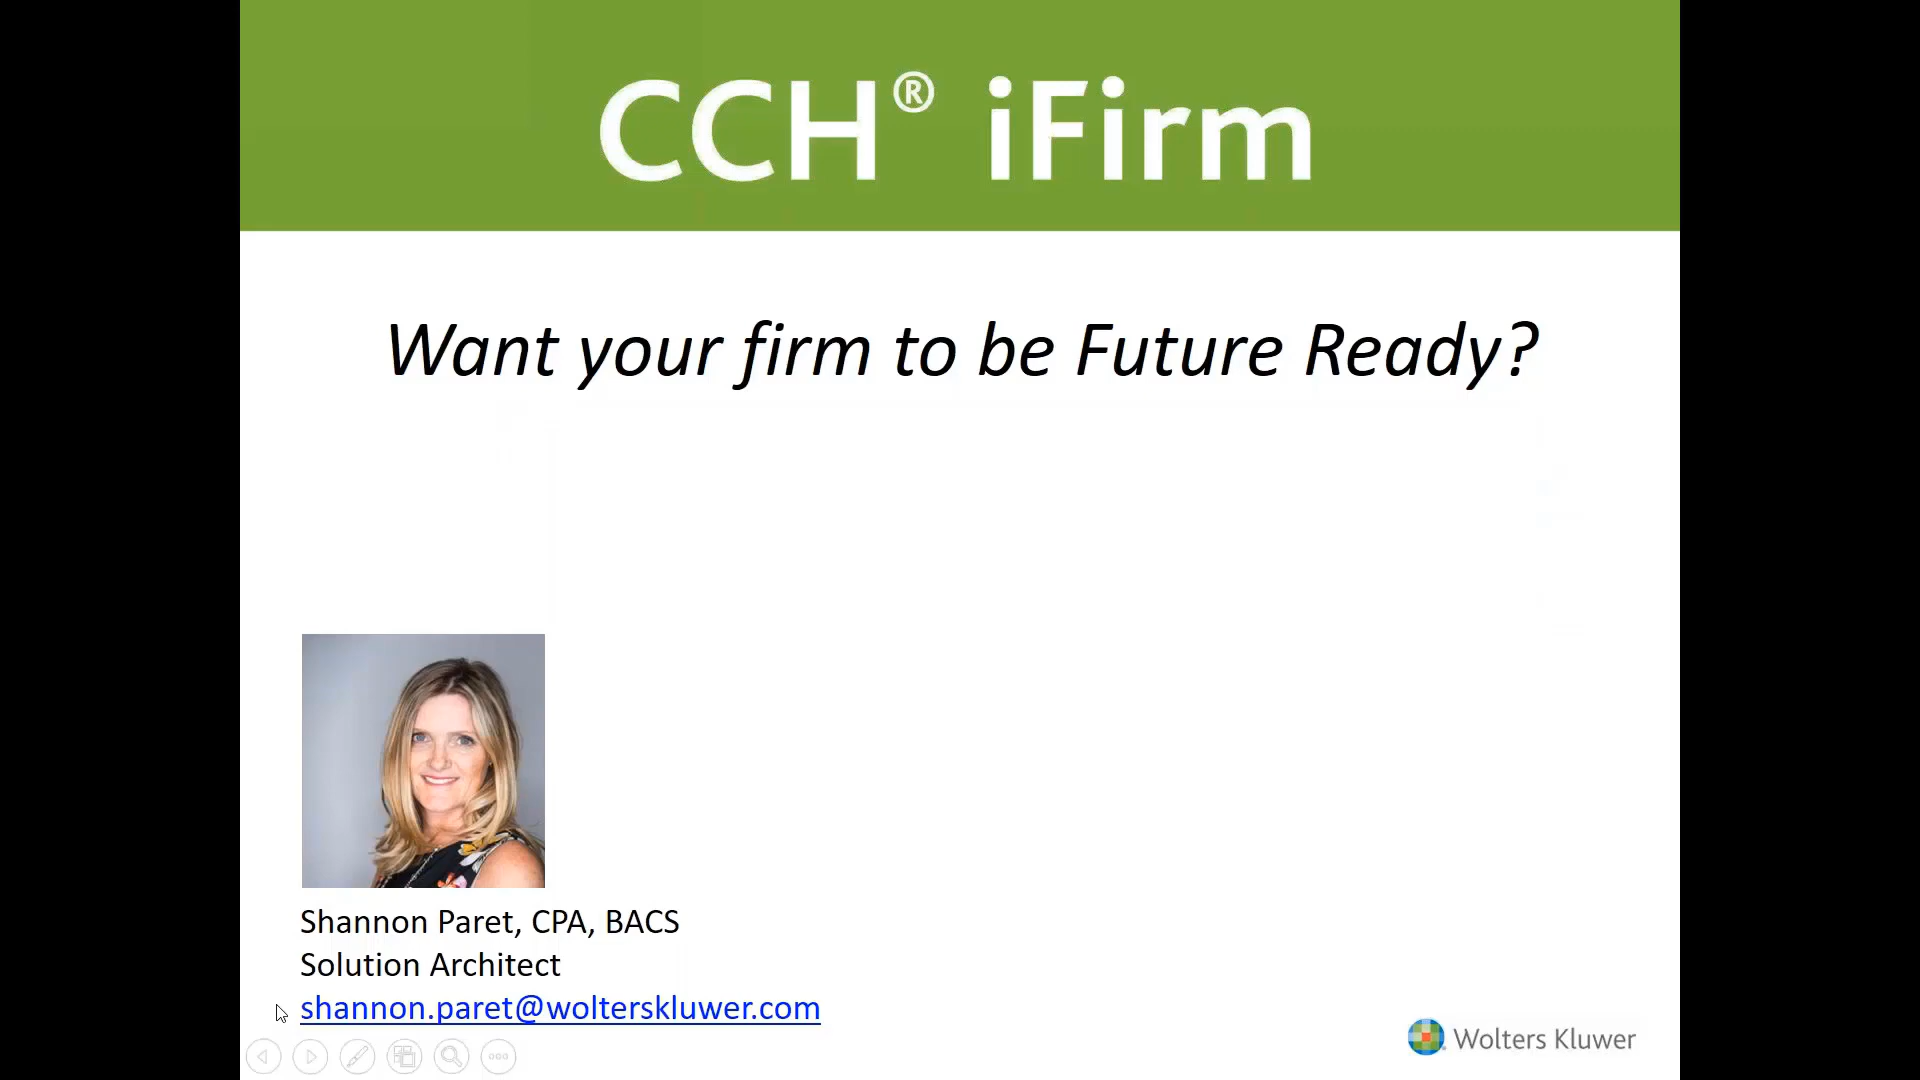 CCH® iFirm
Want your firm to be Future Ready?
Shannon Paret, CPA, BACS
Solution Architect
shannon.paret@wolterskluwer.com
Wolters Kluwer